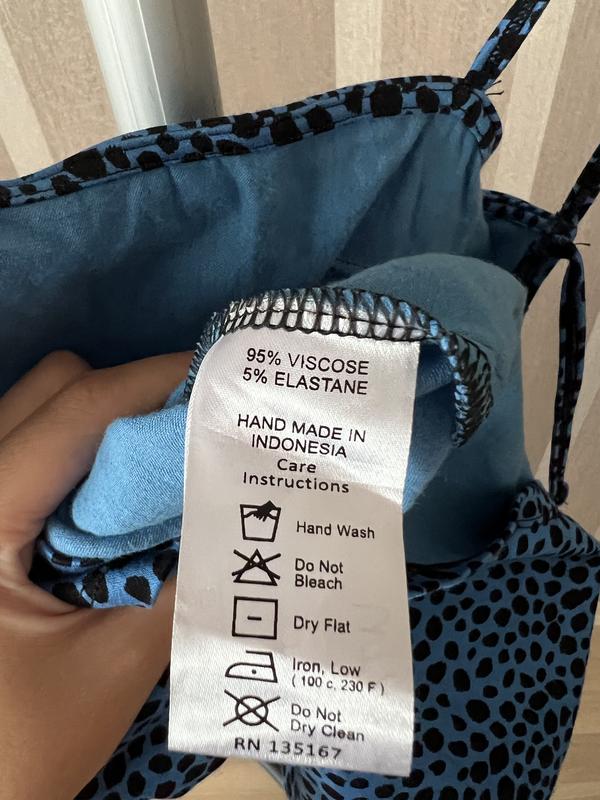 95% VISCOSE
5% ELASTANE
HAND MADE IN
INDONESIA
Care
Instructions
Hand Wash
Do Not
Bleach
Dry Flat
Iron, Low
( 100 c, 230 F )
Do Not
Dry Clean
RN 135167